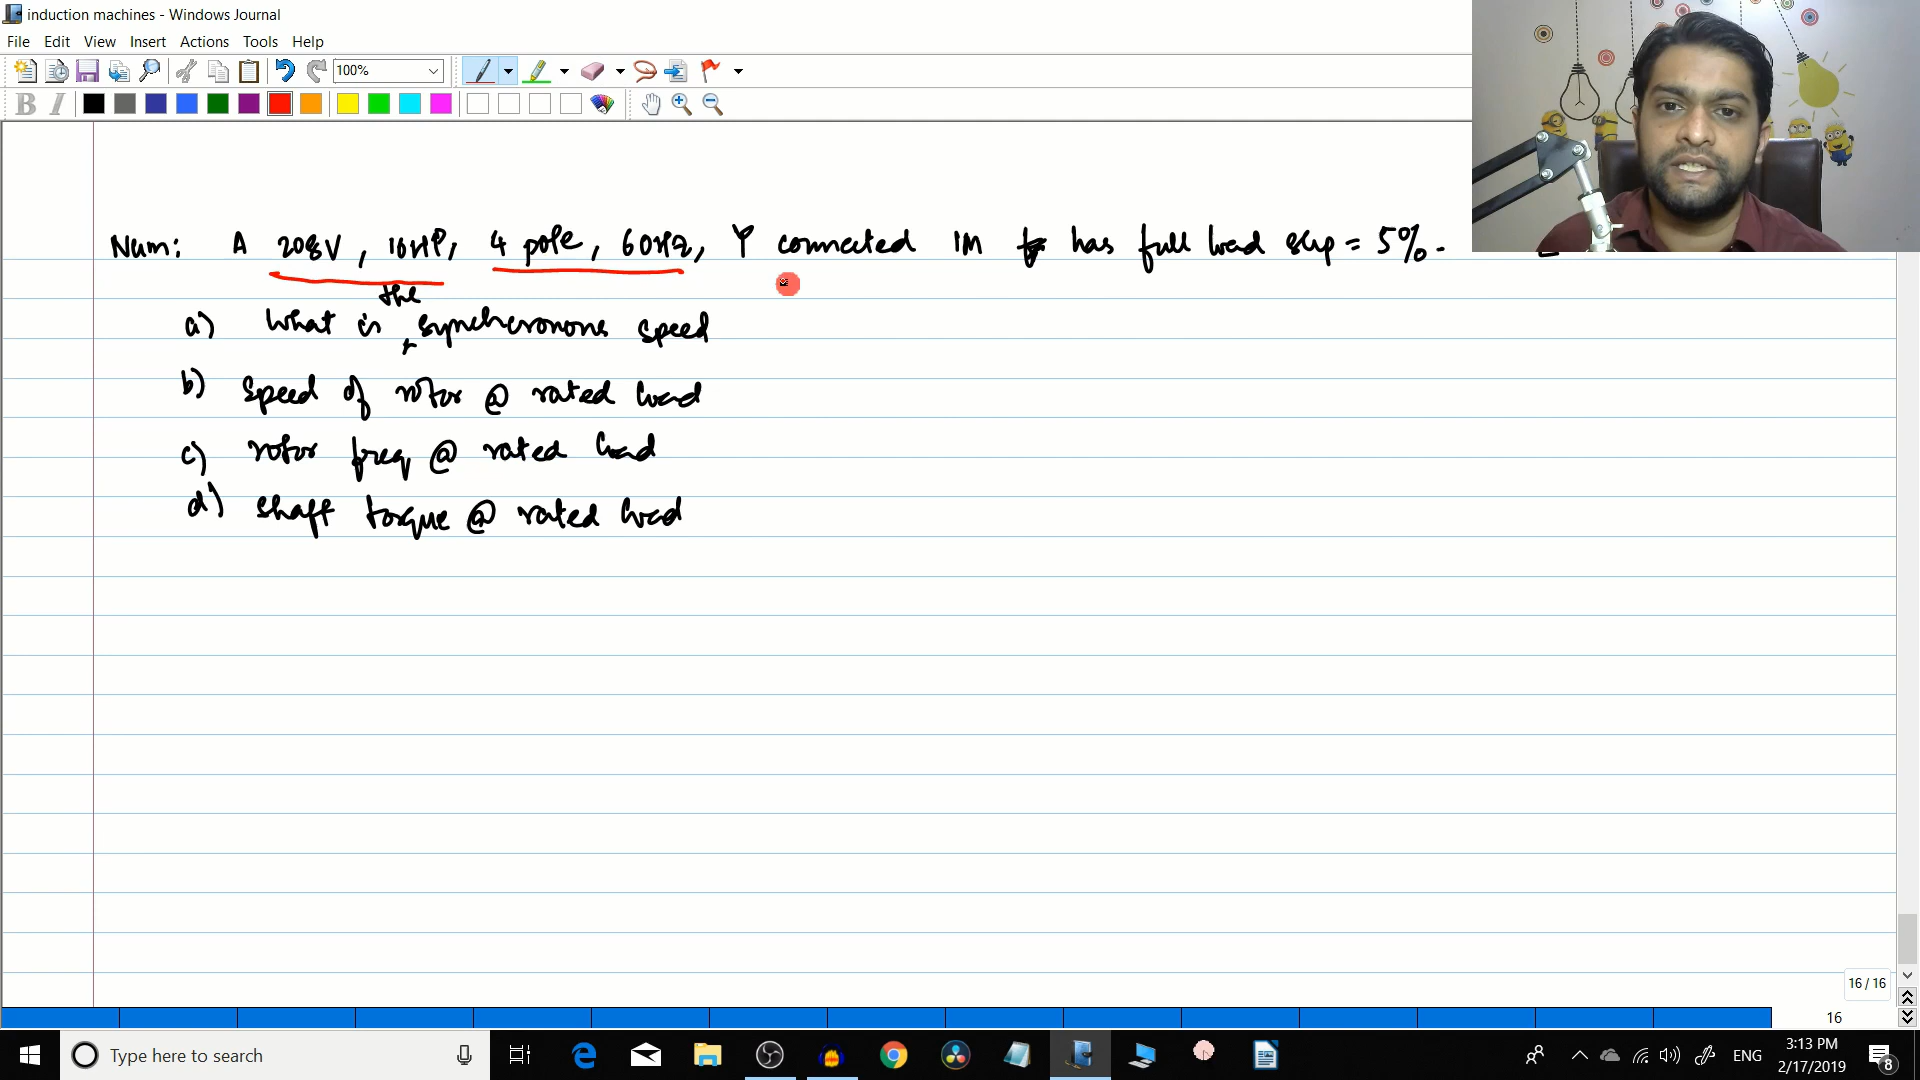 induction machines - Windows Journal
File Edit View Insert Actions Tools Help
100%
B I
Num: A 208V, 10HP, 4 pole, 60Hz, Y connected IM has full load slip = 5%.
a) What is the synchronous speed
b) Speed of rotor @ rated load
c) rotor freq @ rated load
d) shaft torque @ rated load
16 / 16
16
Type here to search
ENG
3:13 PM
2/17/2019
8